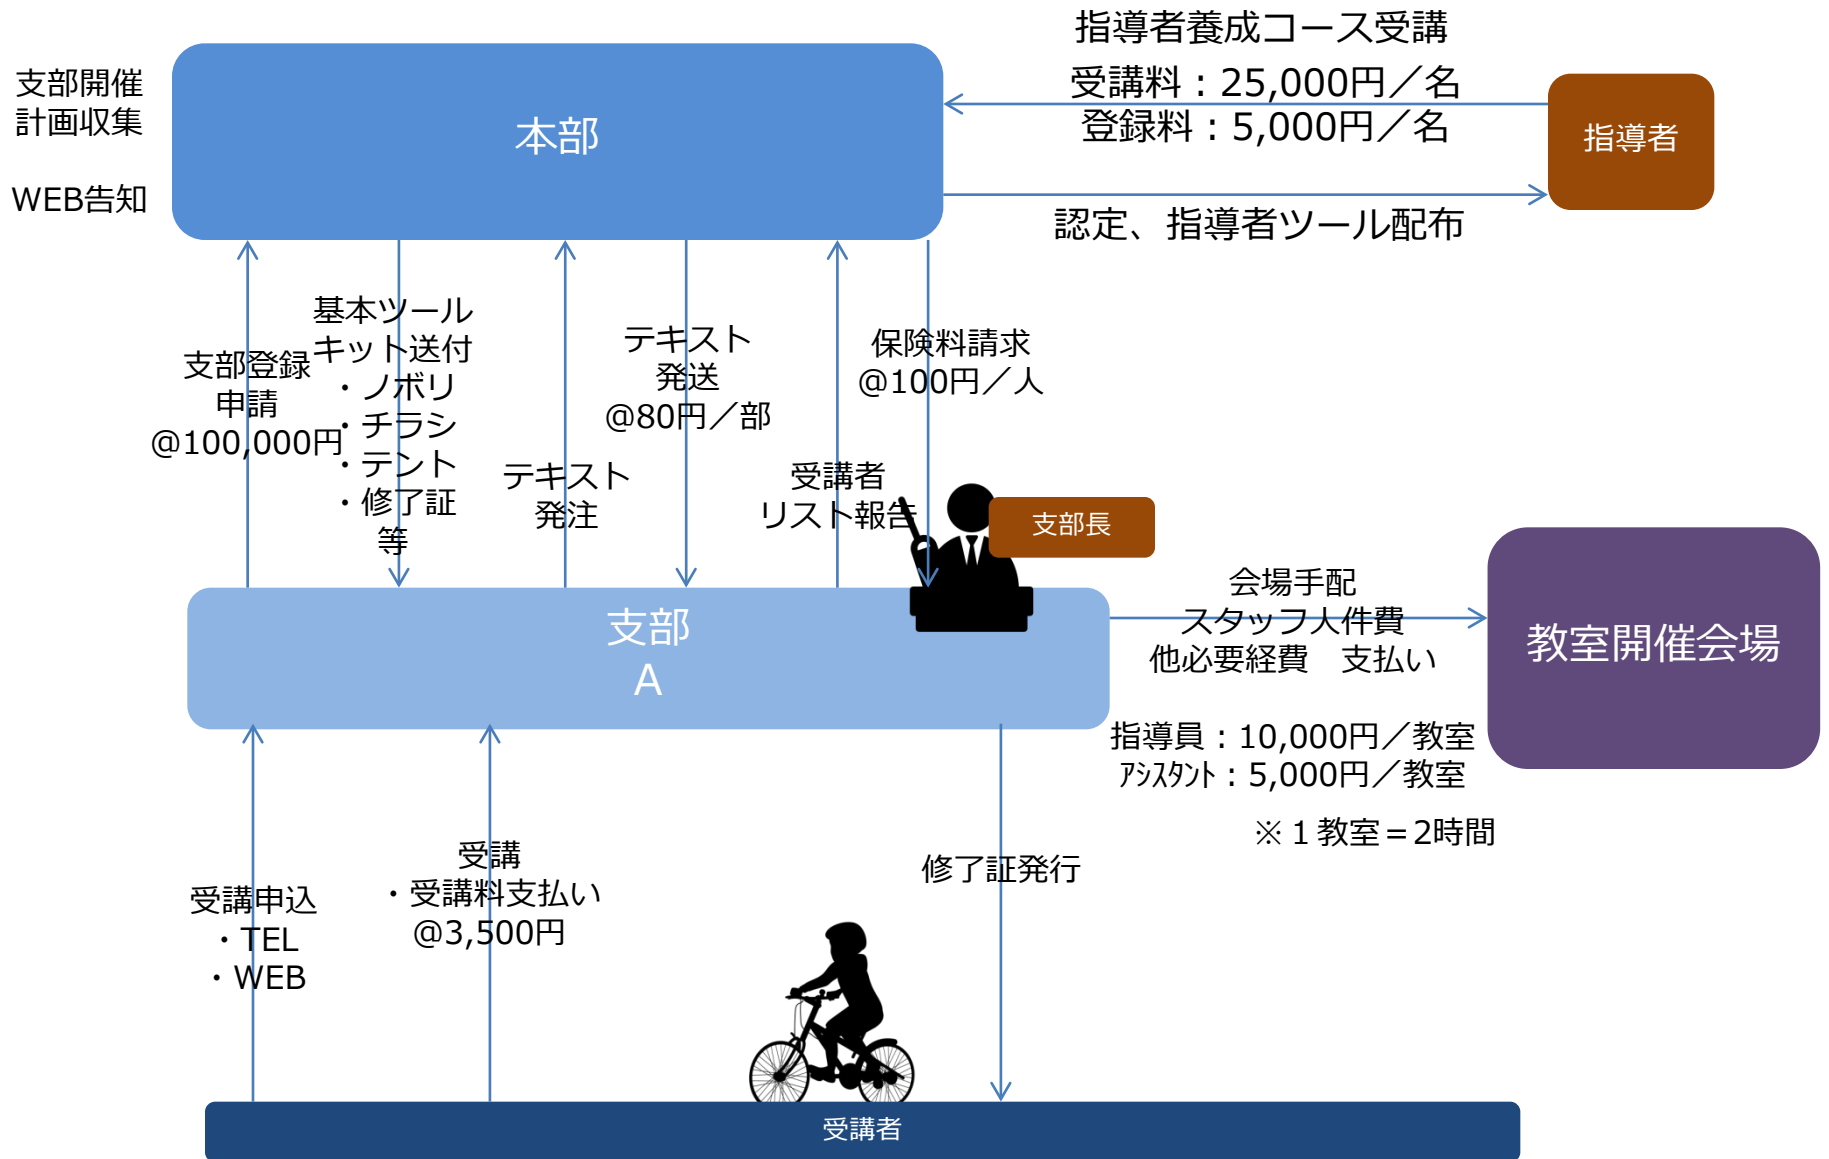 指導者養成コース受講
受講料：25,000円／名
登録料：5,000円／名
支部開催
計画収集
WEB告知
本部
指導者
認定、指導者ツール配布
支部登録
申請
@100,000円
基本ツール
キット送付
・ノボリ
・チラシ
・テント
・修了証
等
テキスト
発注
テキスト
発送
@80円／部
受講者
リスト報告
保険料請求
@100円／人
支部長
支部
A
会場手配
スタッフ人件費
他必要経費　支払い
教室開催会場
指導員：10,000円／教室
ｱｼｽﾀﾝﾄ：5,000円／教室
※１教室＝2時間
受講申込
・TEL
・WEB
受講
・受講料支払い
@3,500円
修了証発行
受講者